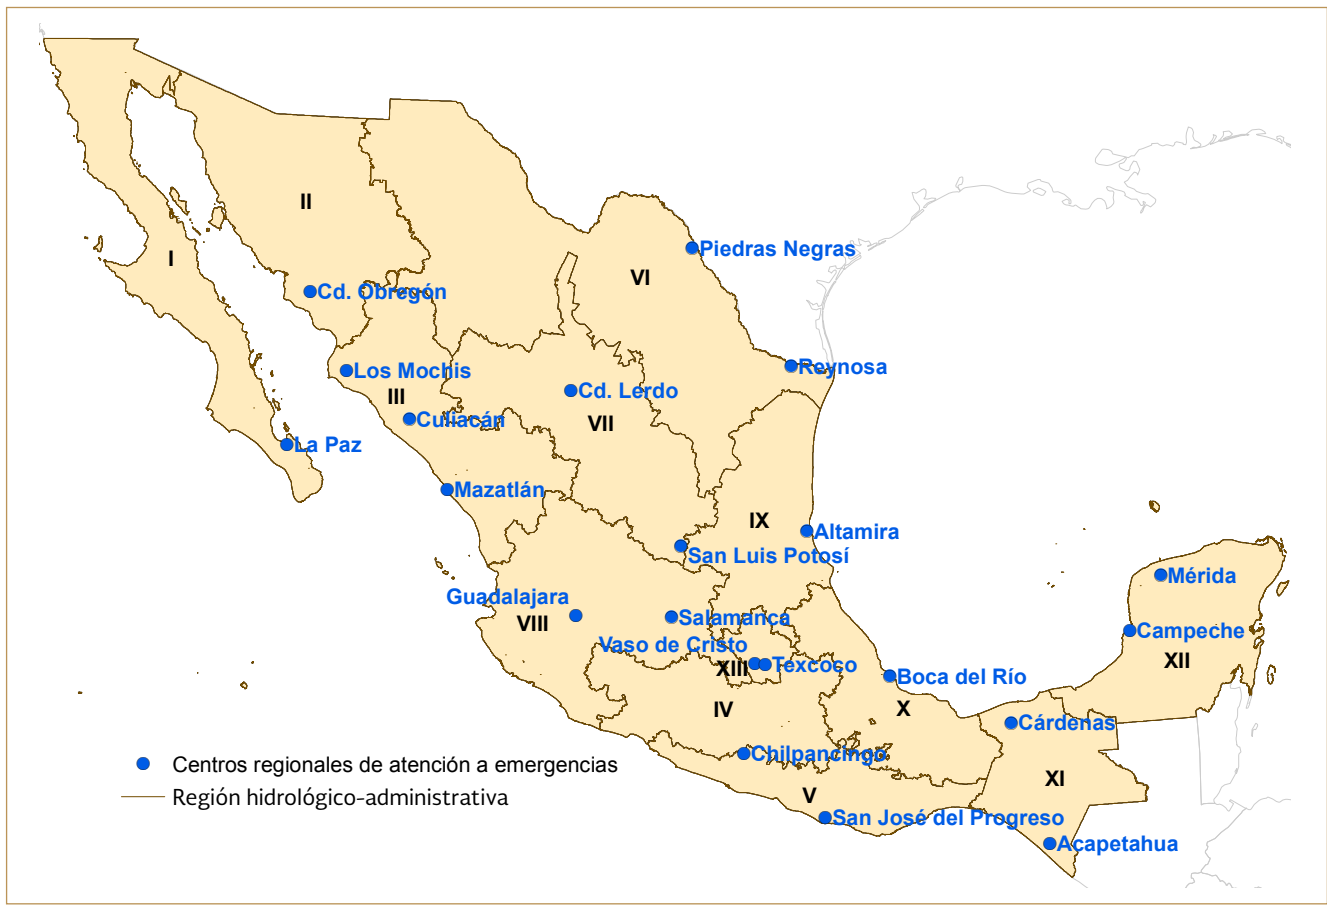 II
Piedras Negras
I
VI
Cd. Obregón
Reynosa
Los Mochis
Cd. Lerdo
III
Culiacán
VII
La Paz
Mazatlán
IX
Altamira
San Luis Potosí
Mérida
Guadalajara
Salamanca
VIII
Campeche
Vaso de Cristo
XII
XIII
Texcoco
Boca del Río
IV
X
Cárdenas
Chilpancingo
Centros regionales de atención a emergencias
XI
Región hidrológico-administrativa
V
San José del Progreso
Acapetahua